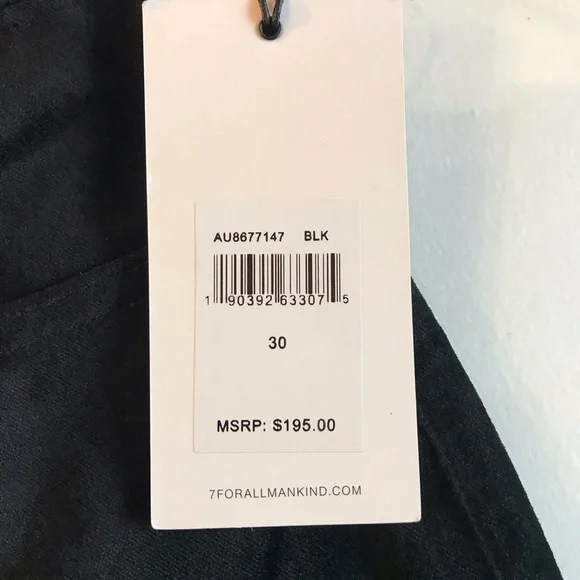 AU8677147 BLK
1 90392 63307 5
30
MSRP: $195.00
7FORALLMANKIND.COM